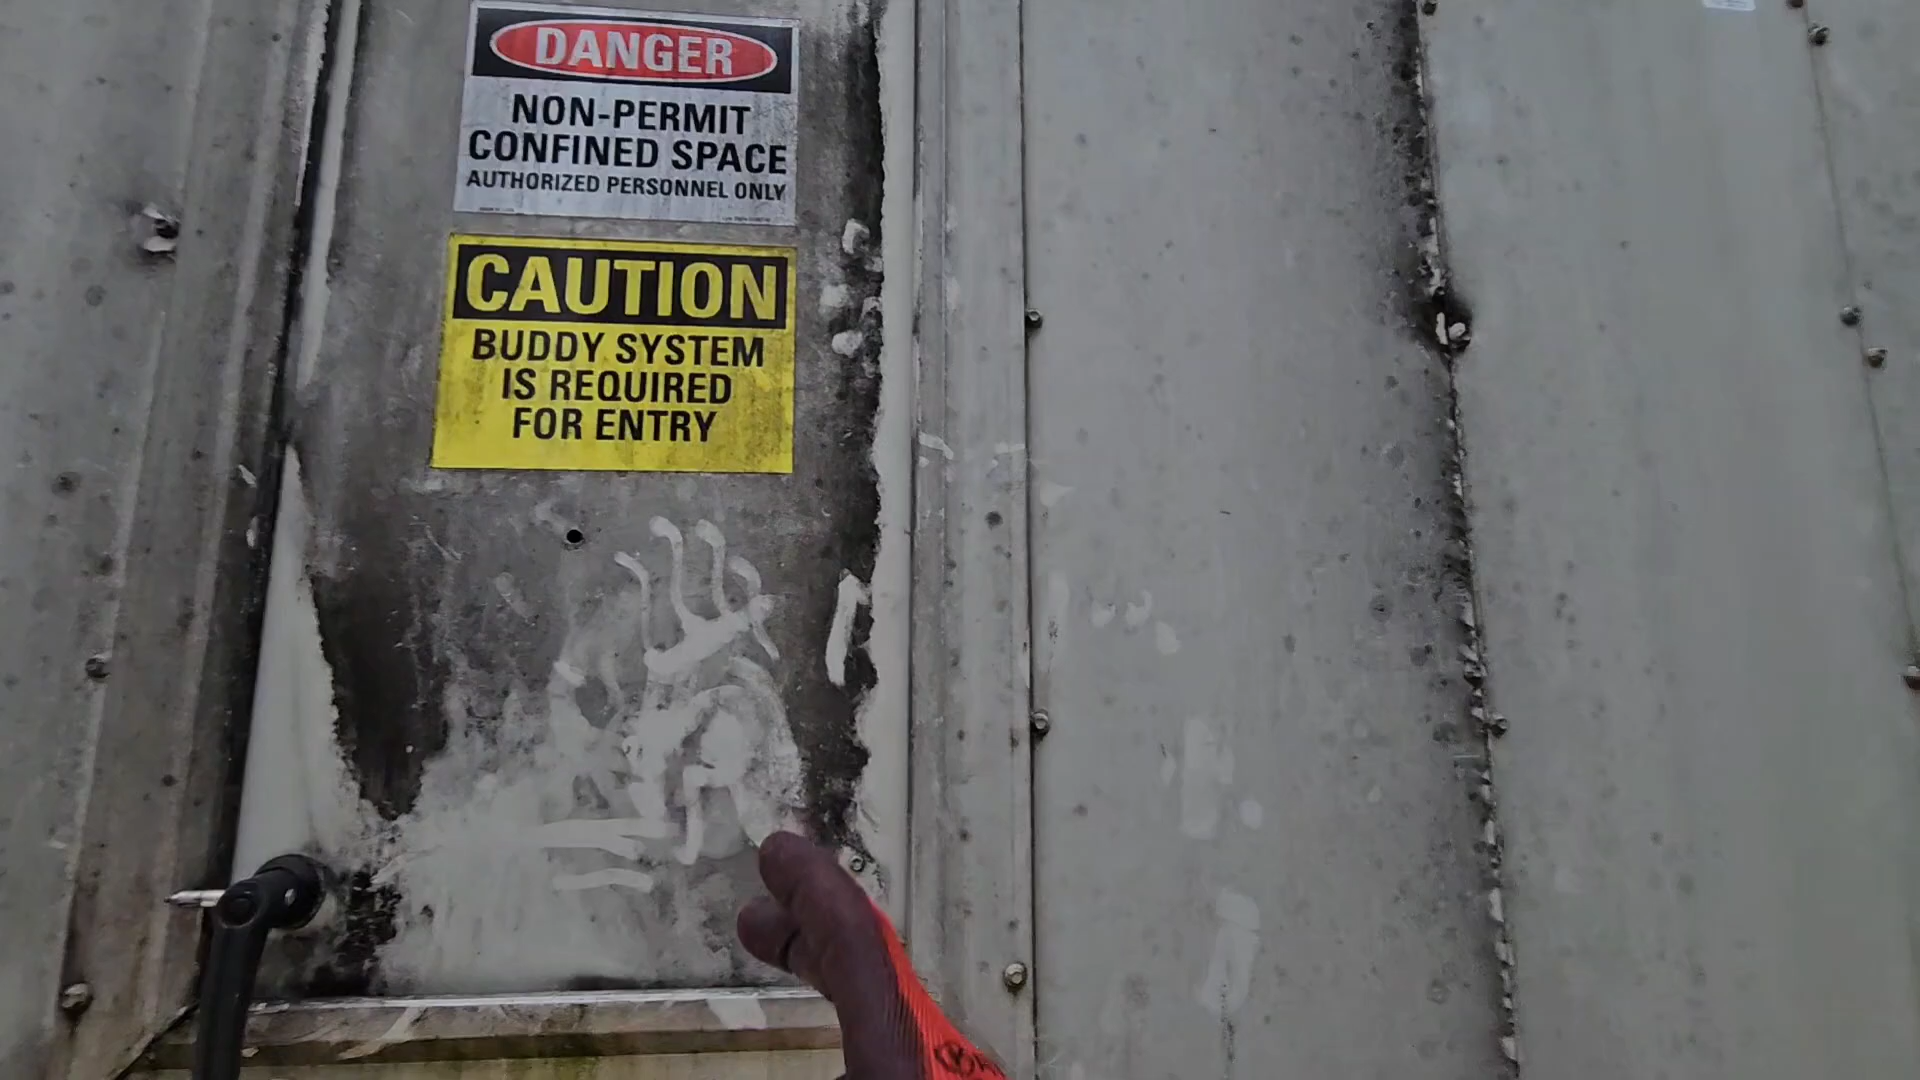 DANGER
NON-PERMIT
CONFINED SPACE
AUTHORIZED PERSONNEL ONLY
CAUTION
BUDDY SYSTEM
IS REQUIRED
FOR ENTRY